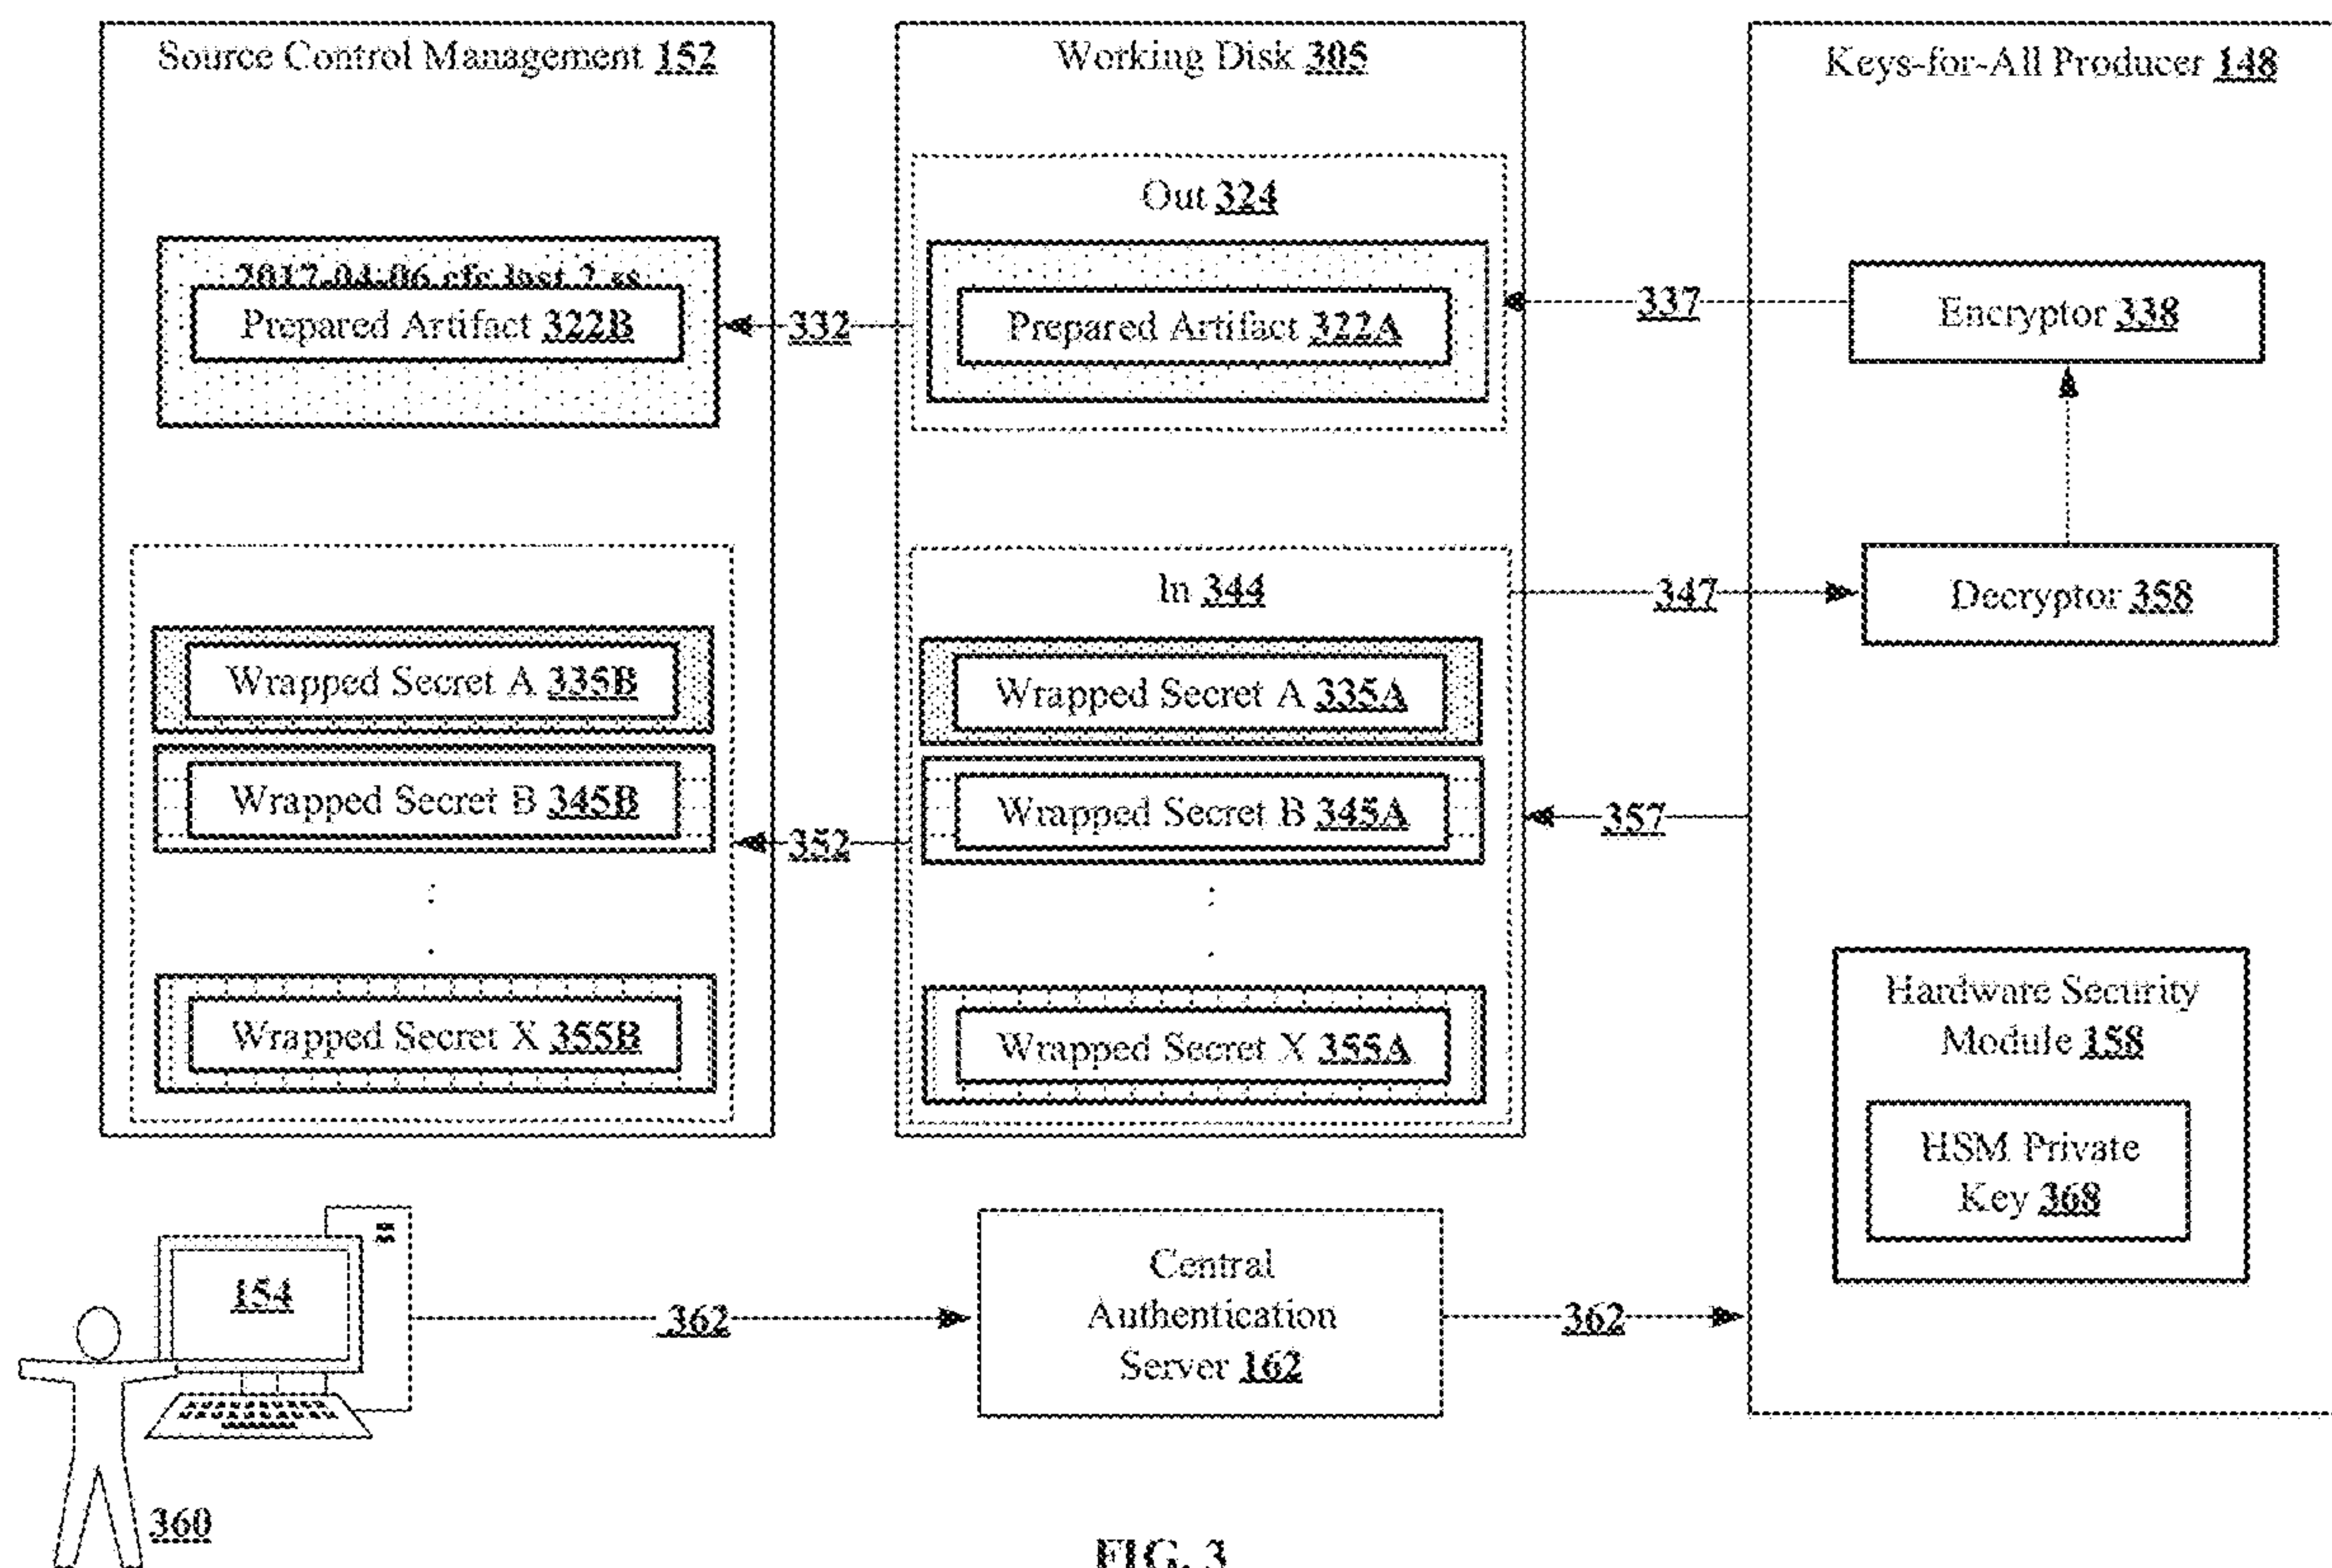 Source Control Management 152
Working Disk 305
Keys-for-All Producer 148
Out 324
Prepared Artifact 322B
332
Prepared Artifact 322A
337
Encryptor 338
In 344
347
Decryptor 358
Wrapped Secret A 335B
Wrapped Secret A 335A
Wrapped Secret B 345B
352
Wrapped Secret B 345A
357
Wrapped Secret X 355B
Wrapped Secret X 355A
Hardware Security
Module 158
HSM Private
Key 368
154
362
Central
Authentication
Server 162
362
360
FIG. 3